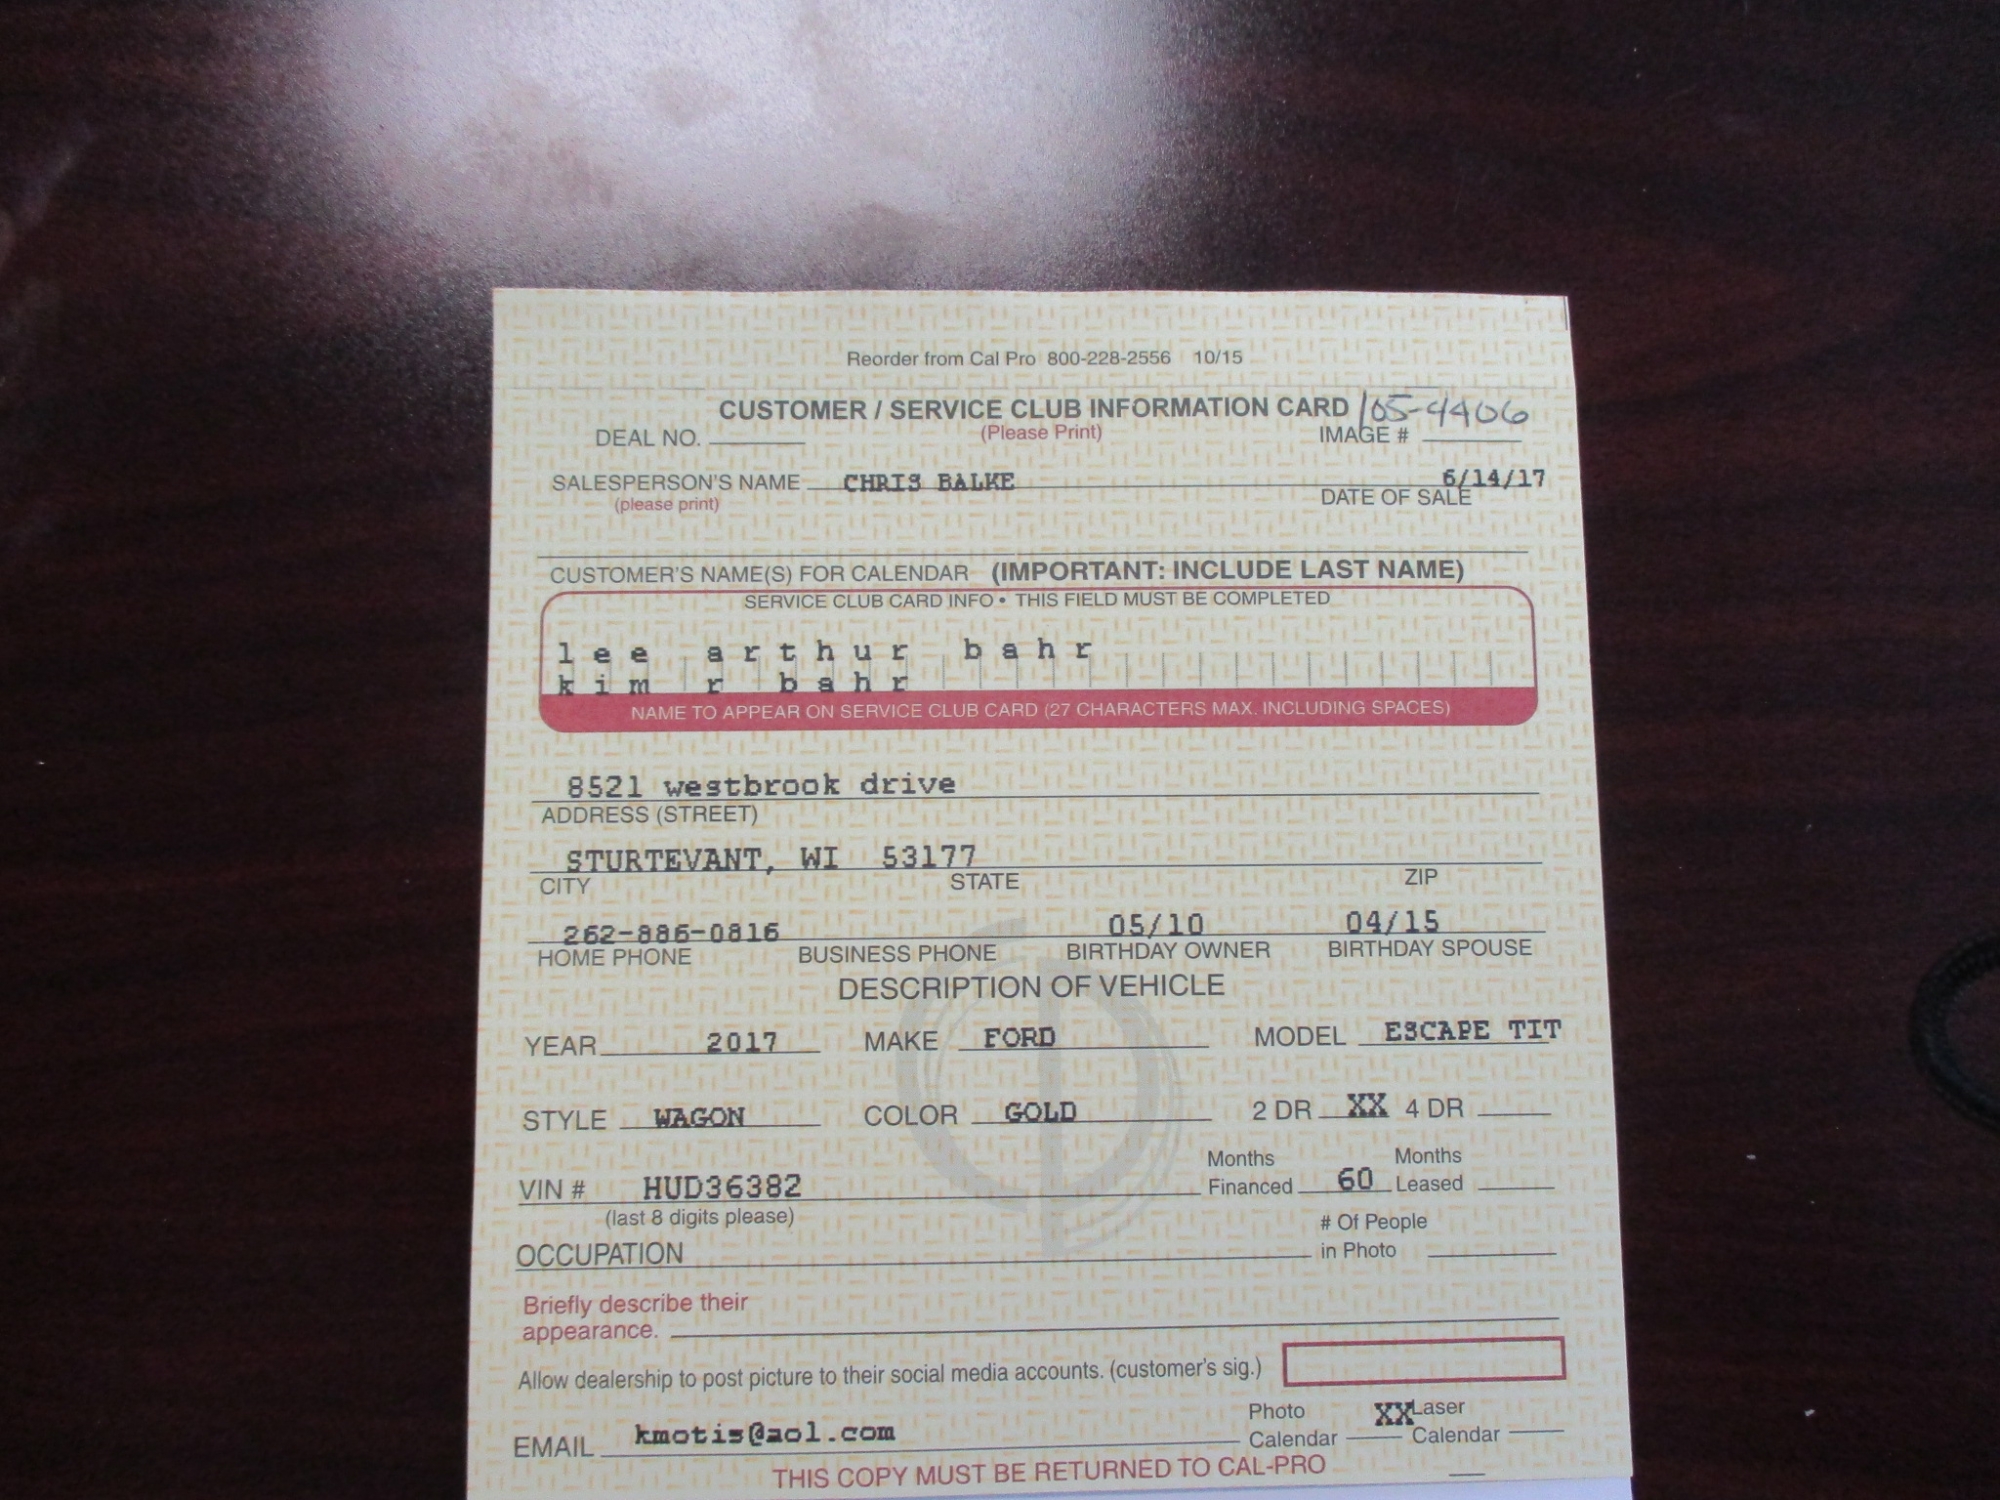 Reorder from Cal Pro 800-228-2556 10/15
CUSTOMER / SERVICE CLUB INFORMATION CARD 105-4406
DEAL NO. (Please Print) IMAGE #
SALESPERSON'S NAME CHRIS BALKE 6/14/17
(please print) DATE OF SALE
CUSTOMER'S NAME(S) FOR CALENDAR (IMPORTANT: INCLUDE LAST NAME)
SERVICE CLUB CARD INFO • THIS FIELD MUST BE COMPLETED
lee arthur bahr
kim r bahr
NAME TO APPEAR ON SERVICE CLUB CARD (27 CHARACTERS MAX. INCLUDING SPACES)
8521 westbrook drive
ADDRESS (STREET)
STURTEVANT, WI 53177
CITY STATE ZIP
262-886-0816 05/10 04/15
HOME PHONE BUSINESS PHONE BIRTHDAY OWNER BIRTHDAY SPOUSE
DESCRIPTION OF VEHICLE
YEAR 2017 MAKE FORD MODEL ESCAPE TIT
STYLE WAGON COLOR GOLD 2 DR XX 4 DR
Months Months
VIN # HUD36382 Financed 60 Leased
(last 8 digits please) # Of People
OCCUPATION in Photo
Briefly describe their
appearance.
Allow dealership to post picture to their social media accounts. (customer's sig.)
Photo XX Laser
EMAIL kmotis@aol.com Calendar Calendar
THIS COPY MUST BE RETURNED TO CAL-PRO